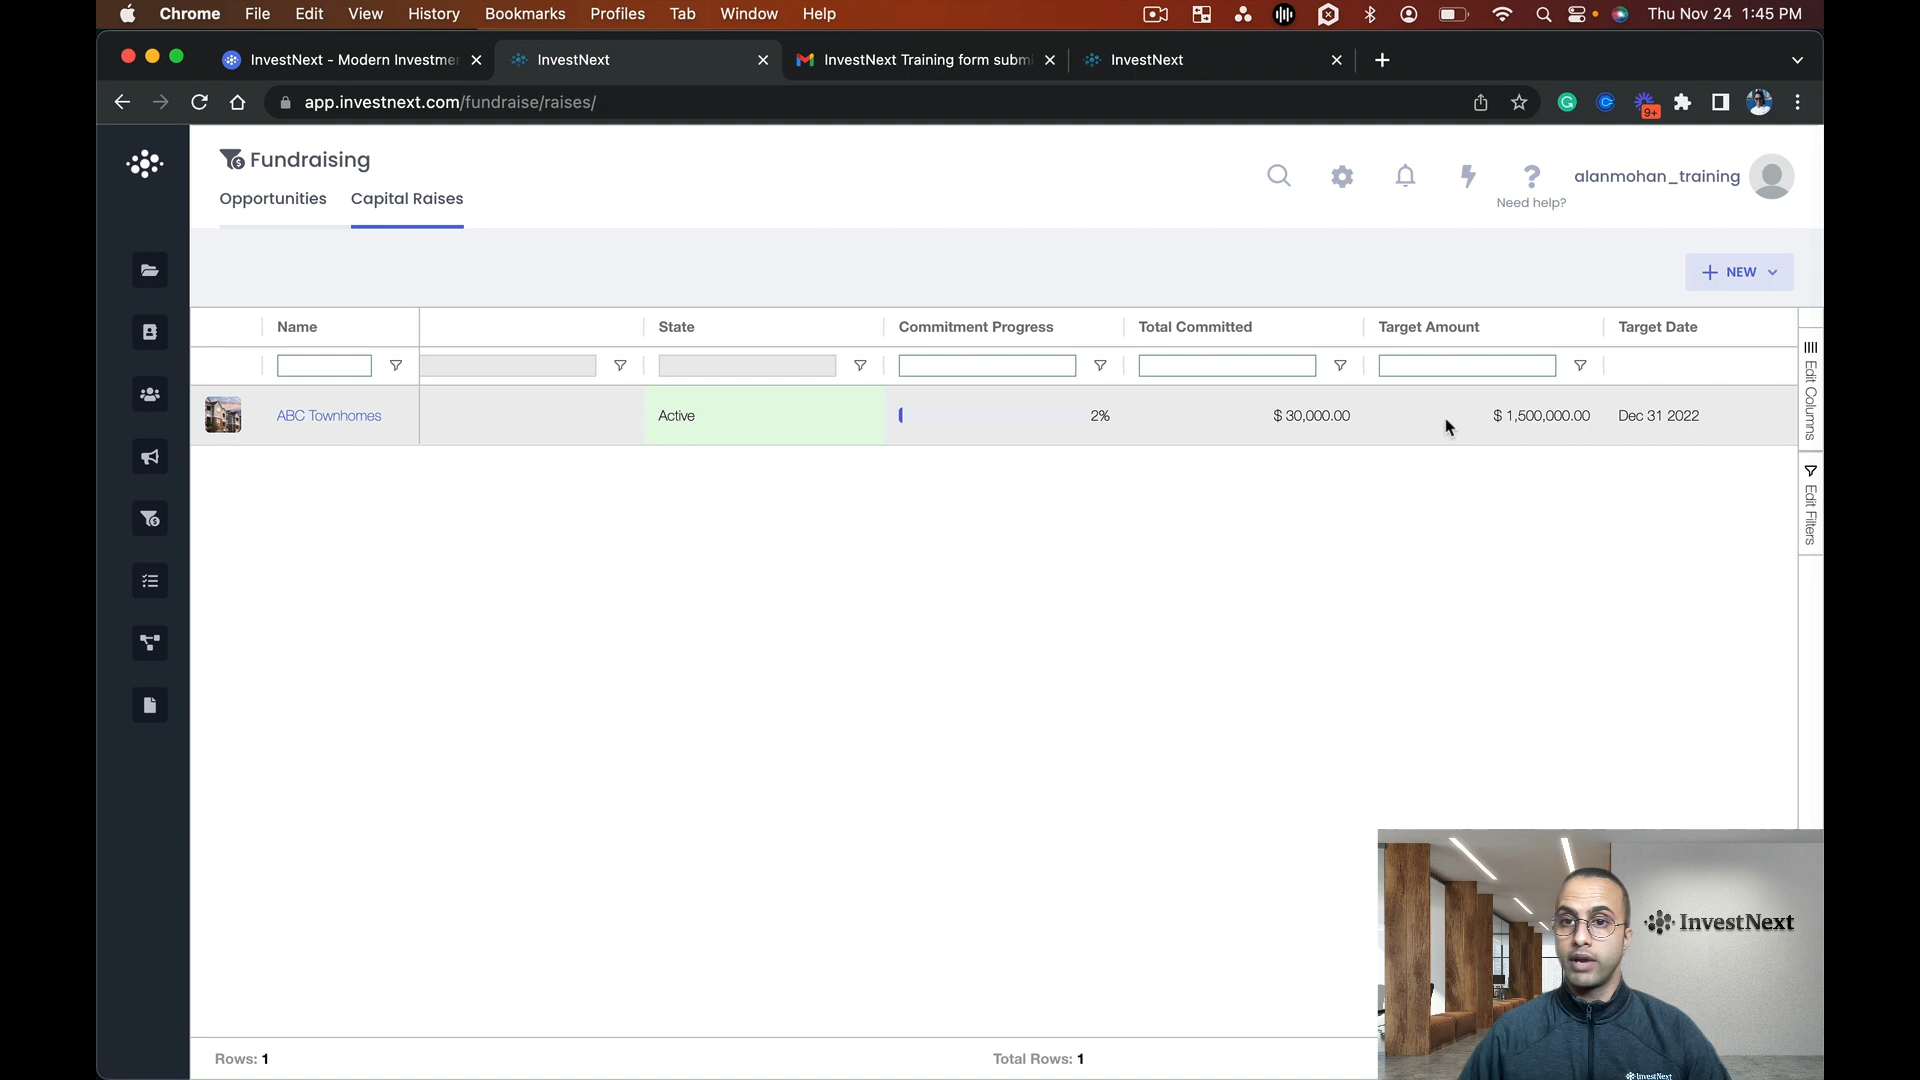 Chrome File Edit View History Bookmarks Profiles Tab Window Help Thu Nov 24 1:45 PM
InvestNext - Modern Investme InvestNext InvestNext Training form subm InvestNext
app.investnext.com/fundraise/raises/ 9+
Fundraising
alanmohan_training
Need help?
Opportunities Capital Raises
NEW
Name State Commitment Progress Total Committed Target Amount Target Date
ABC Townhomes Active 2% $ 30,000.00 $ 1,500,000.00 Dec 31 2022
Edit Columns
Edit Filters
InvestNext
InvestNext
Rows: 1 Total Rows: 1